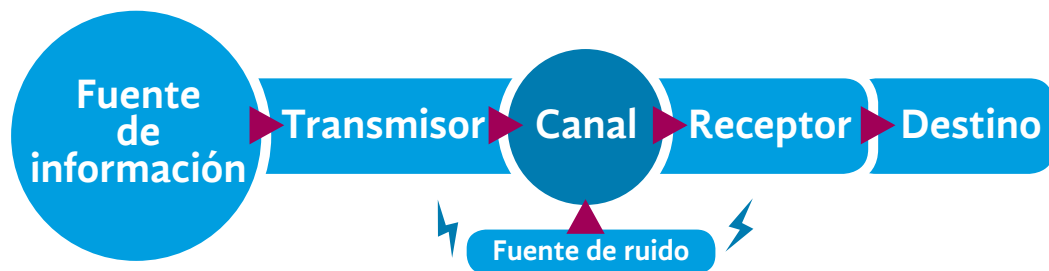 Fuente
de
información
Transmisor
Canal
Receptor
Destino
Fuente de ruido